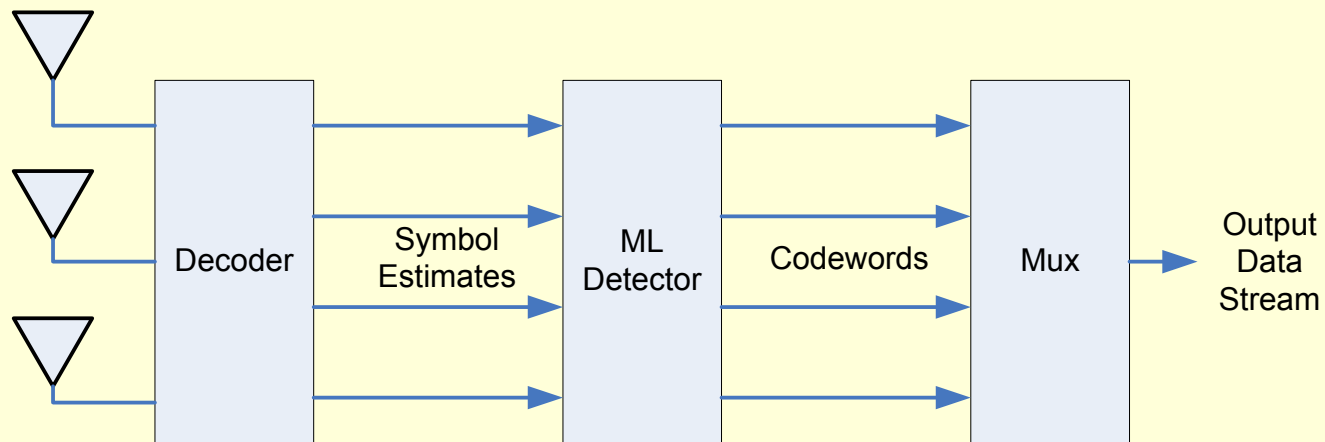 Decoder
Symbol
Estimates
ML
Detector
Codewords
Mux
Output
Data
Stream